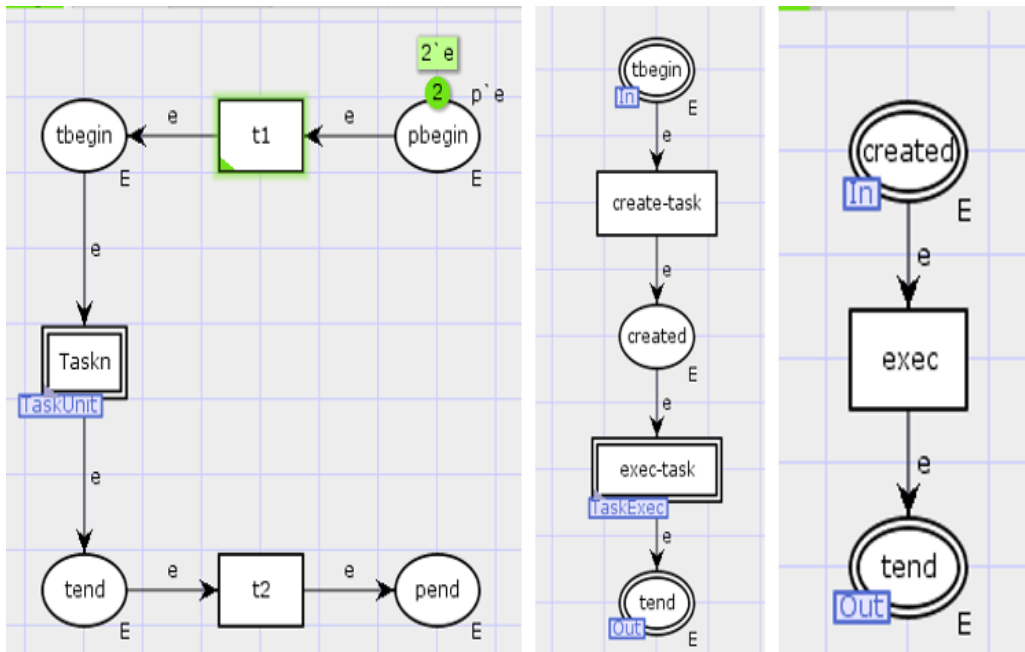 2`e
2
p`e
tbegin
e
t1
e
pbegin
E
E
e
Taskn
TaskUnit
e
tend
e
t2
e
pend
E
E
tbegin
In
E
e
create-task
e
created
E
e
exec-task
TaskExec
e
tend
Out
E
created
In
E
e
exec
e
tend
Out
E